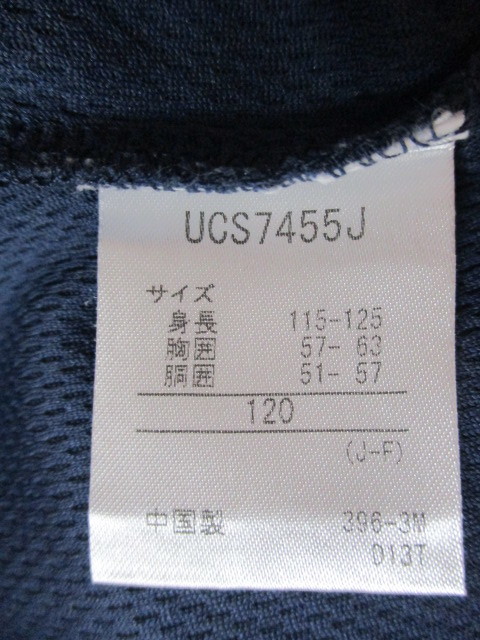 UCS7455J
サイズ
身長 115-125
胸囲 57- 63
胴囲 51- 57
120
(J-F)
中国製 396-3M
D13T